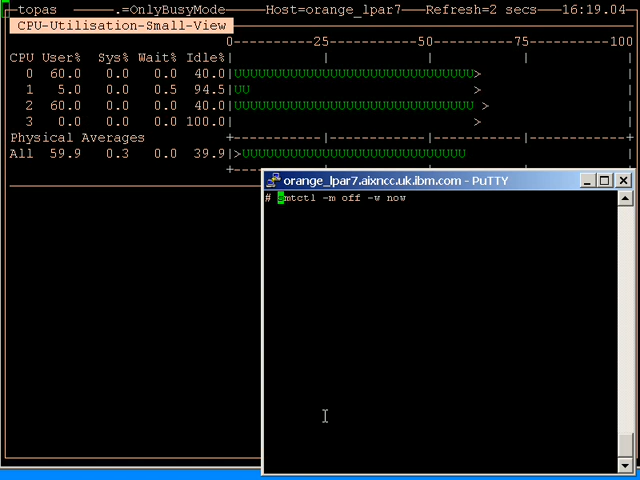 topas .=OnlyBusyMode Host=orange_lpar7 Refresh=2 secs 16:19.04
CPU-Utilisation-Small-View
0----------25-----------50----------75----------100
CPU User% Sys% Wait% Idle%| | | | |
0 60.0 0.0 0.0 40.0|UUUUUUUUUUUUUUUUUUUUUUUUUUUUUU>
1 5.0 0.0 0.5 94.5|UU >
2 60.0 0.0 40.0 40.0|UUUUUUUUUUUUUUUUUUUUUUUUUUUUUU >
3 0.0 0.0 0.0 100.0| >
Physical Averages +-----------|-----------|-----------|-----------+
All 59.9 0.3 0.0 39.9|>UUUUUUUUUUUUUUUUUUUUUUUUUUUU
orange_lpar7.aixncc.uk.ibm.com - PuTTY
# smtctl -m off -w now